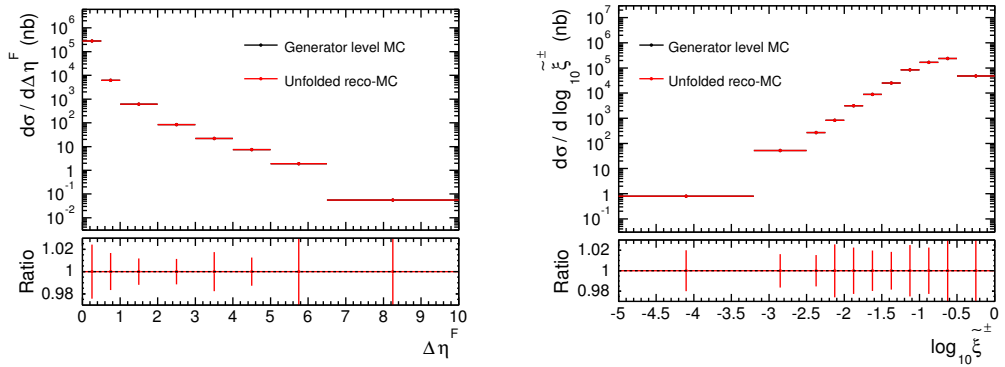 dσ / dΔη^F (nb)
10^6
10^5
10^4
10^3
10^2
10
1
10^-1
10^-2
Generator level MC
Unfolded reco-MC
Ratio
1.02
1
0.98
0 1 2 3 4 5 6 7 8 9 10
Δη^F
dσ / d log_10 ξ̃^± (nb)
10^7
10^6
10^5
10^4
10^3
10^2
10
1
10^-1
Generator level MC
Unfolded reco-MC
Ratio
1.02
1
0.98
-5 -4.5 -4 -3.5 -3 -2.5 -2 -1.5 -1 -0.5 0
log_10 ξ̃^±